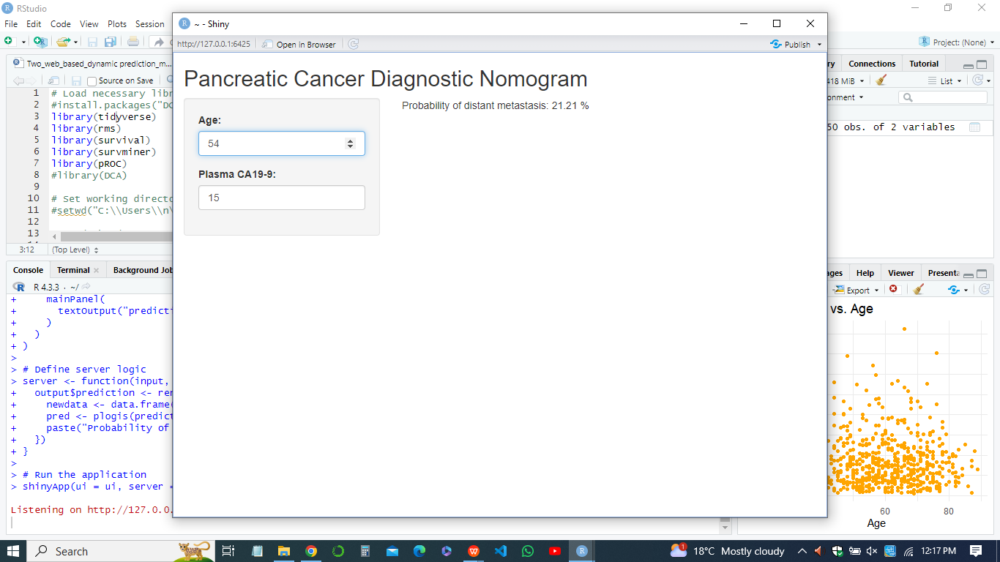 RStudio
File Edit Code View Plots Session
Project: (None)
~ - Shiny
http://127.0.0.1:6425 Open in Browser Publish
Pancreatic Cancer Diagnostic Nomogram
Age:
54
Plasma CA19-9:
15
Probability of distant metastasis: 21.21 %
Two_web_based_dynamic prediction_m...
Source on Save
1 # Load necessary libr
2 #install.packages("DC
3 library(tidyverse)
4 library(rms)
5 library(survival)
6 library(survminer)
7 library(pROC)
8 #library(DCA)
9
10 # Set working directo
11 #setwd("C:\\Users\\n\
12
13
3:12 (Top Level)
Console Terminal Background Job
R R 4.3.3 · ~/
+ mainPanel(
+ textOutput("predicti
+ )
+ )
+ )
>
> # Define server logic
> server <- function(input,
+ output$prediction <- ren
+ newdata <- data.frame(
+ pred <- plogis(predict
+ paste("Probability of
+ })
+ }
>
> # Run the application
> shinyApp(ui = ui, server =
Listening on http://127.0.0.
ry Connections Tutorial
418 MiB List
onment
50 obs. of 2 variables
ages Help Viewer Presenta
Export
vs. Age
60 80
Age
Search
1
18°C Mostly cloudy
12:17 PM